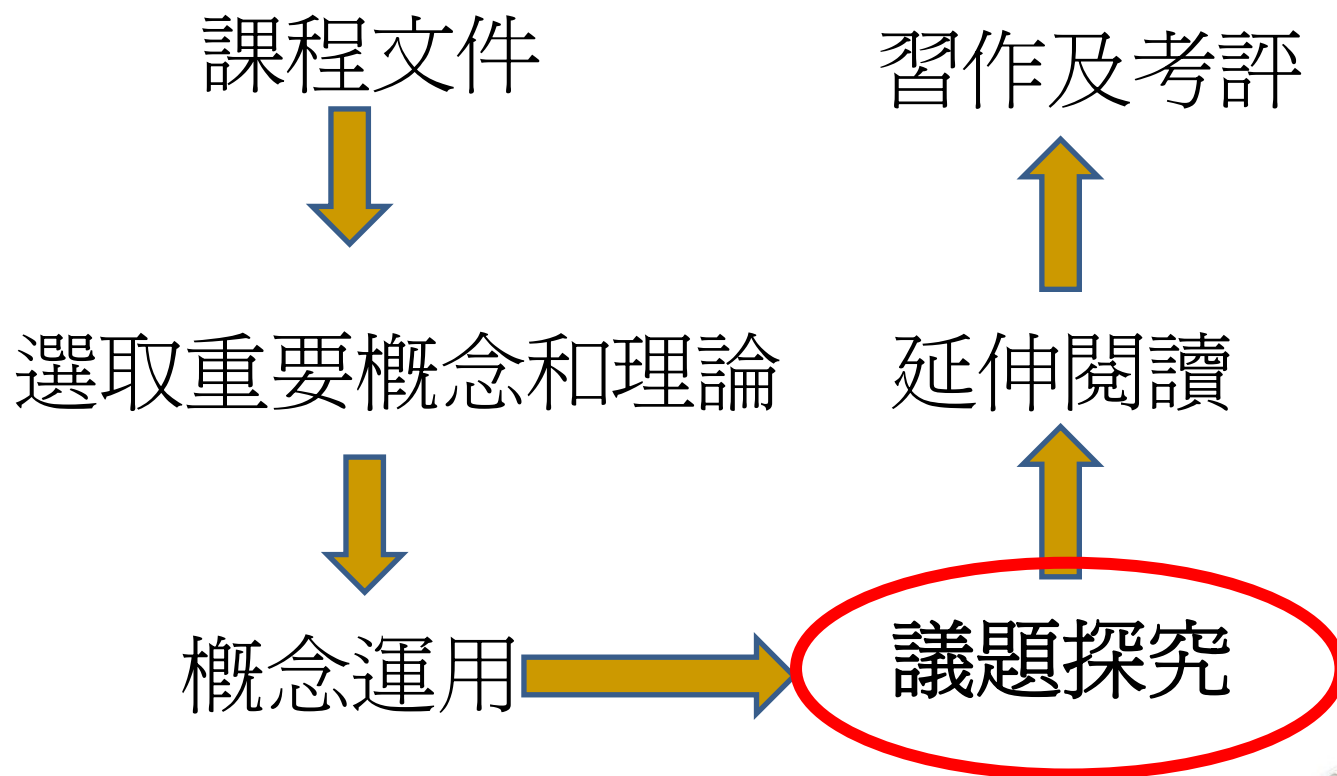 課程文件
選取重要概念和理論
概念運用
議題探究
延伸閱讀
習作及考評